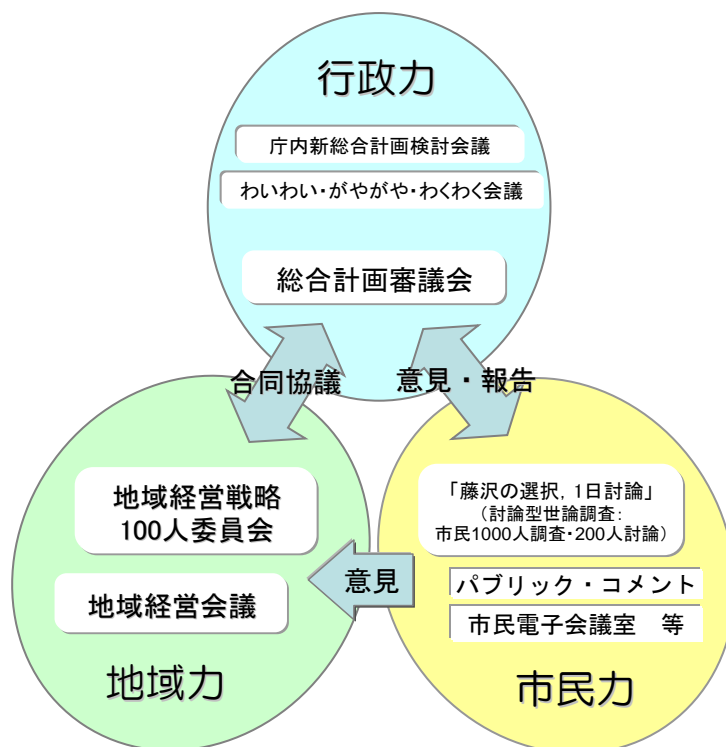 行政力
庁内新総合計画検討会議
わいわい・がやがや・わくわく会議
総合計画審議会
合同協議
意見・報告
地域経営戦略
100人委員会
地域経営会議
地域力
意見
「藤沢の選択，1日討論」
（討論型世論調査：
市民1000人調査・200人討論）
パブリック・コメント
市民電子会議室　等
市民力